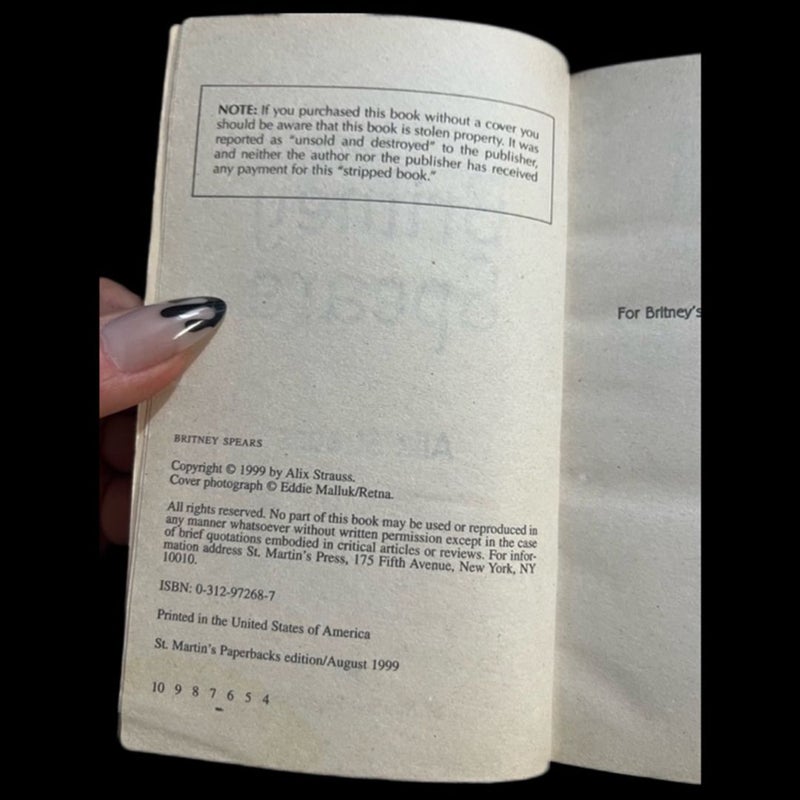 NOTE: If you purchased this book without a cover you
should be aware that this book is stolen property. It was
reported as "unsold and destroyed" to the publisher,
and neither the author nor the publisher has received
any payment for this "stripped book."
For Britney's
BRITNEY SPEARS
Copyright © 1999 by Alix Strauss.
Cover photograph © Eddie Malluk/Retna.
All rights reserved. No part of this book may be used or reproduced in
any manner whatsoever without written permission except in the case
of brief quotations embodied in critical articles or reviews. For infor-
mation address St. Martin's Press, 175 Fifth Avenue, New York, NY
10010.
ISBN: 0-312-97268-7
Printed in the United States of America
St. Martin's Paperbacks edition/August 1999
10 9 8 7 6 5 4